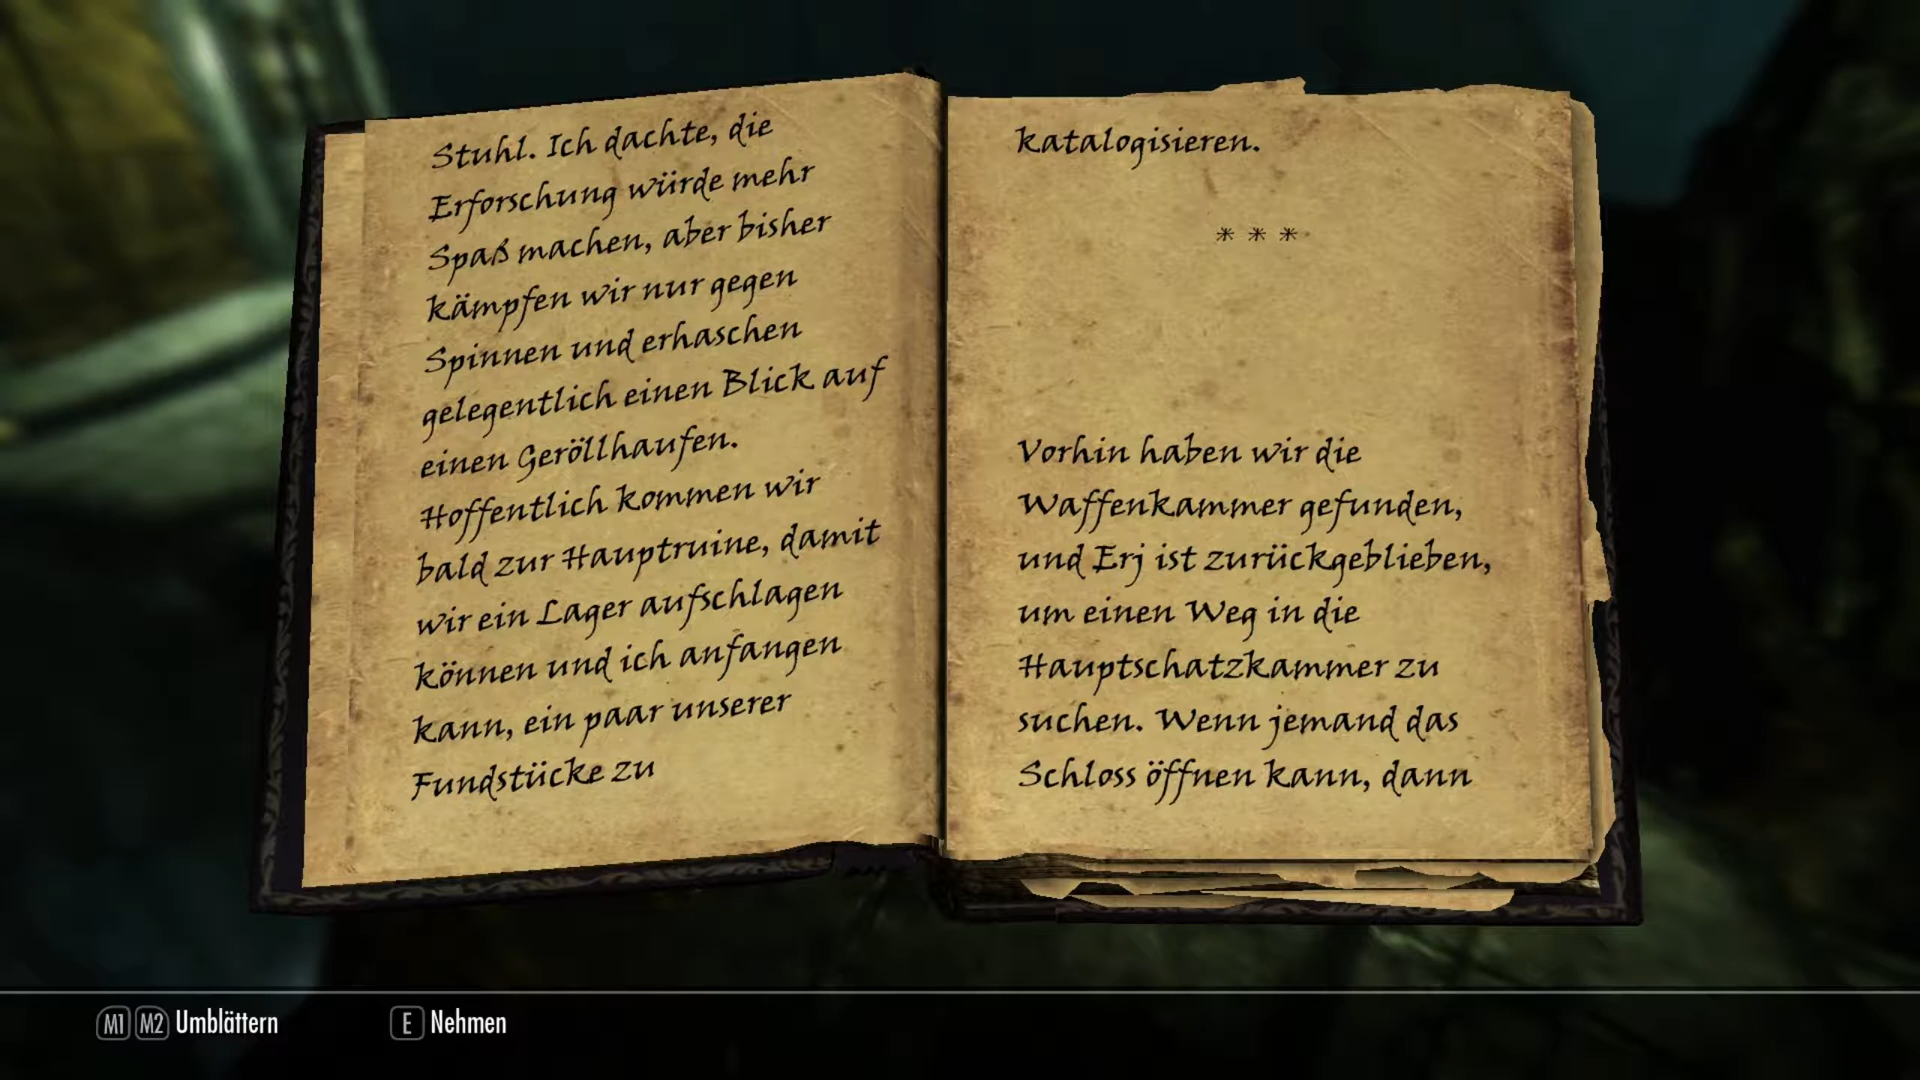 Stuhl. Ich dachte, die
Erforschung würde mehr
Spaß machen, aber bisher
kämpfen wir nur gegen
Spinnen und erhaschen
gelegentlich einen Blick auf
einen Geröllhaufen.
Hoffentlich kommen wir
bald zur Hauptruine, damit
wir ein Lager aufschlagen
können und ich anfangen
kann, ein paar unserer
Fundstücke zu
katalogisieren.
* * *
Vorhin haben wir die
Waffenkammer gefunden,
und Erj ist zurückgeblieben,
um einen Weg in die
Hauptschatzkammer zu
suchen. Wenn jemand das
Schloss öffnen kann, dann
M1 M2 Umblättern
E Nehmen